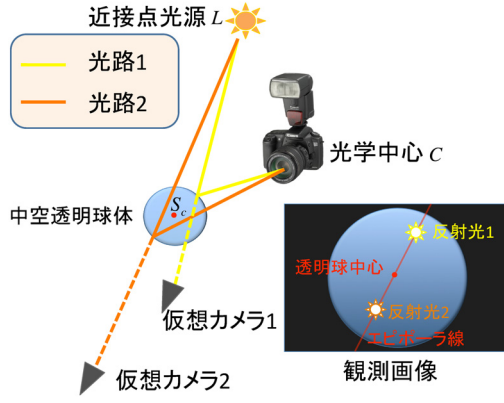 近接点光源 L
光路1
光路2
光学中心 C
S_c
中空透明球体
反射光1
透明球中心
反射光2
エピポーラ線
仮想カメラ1
観測画像
仮想カメラ2